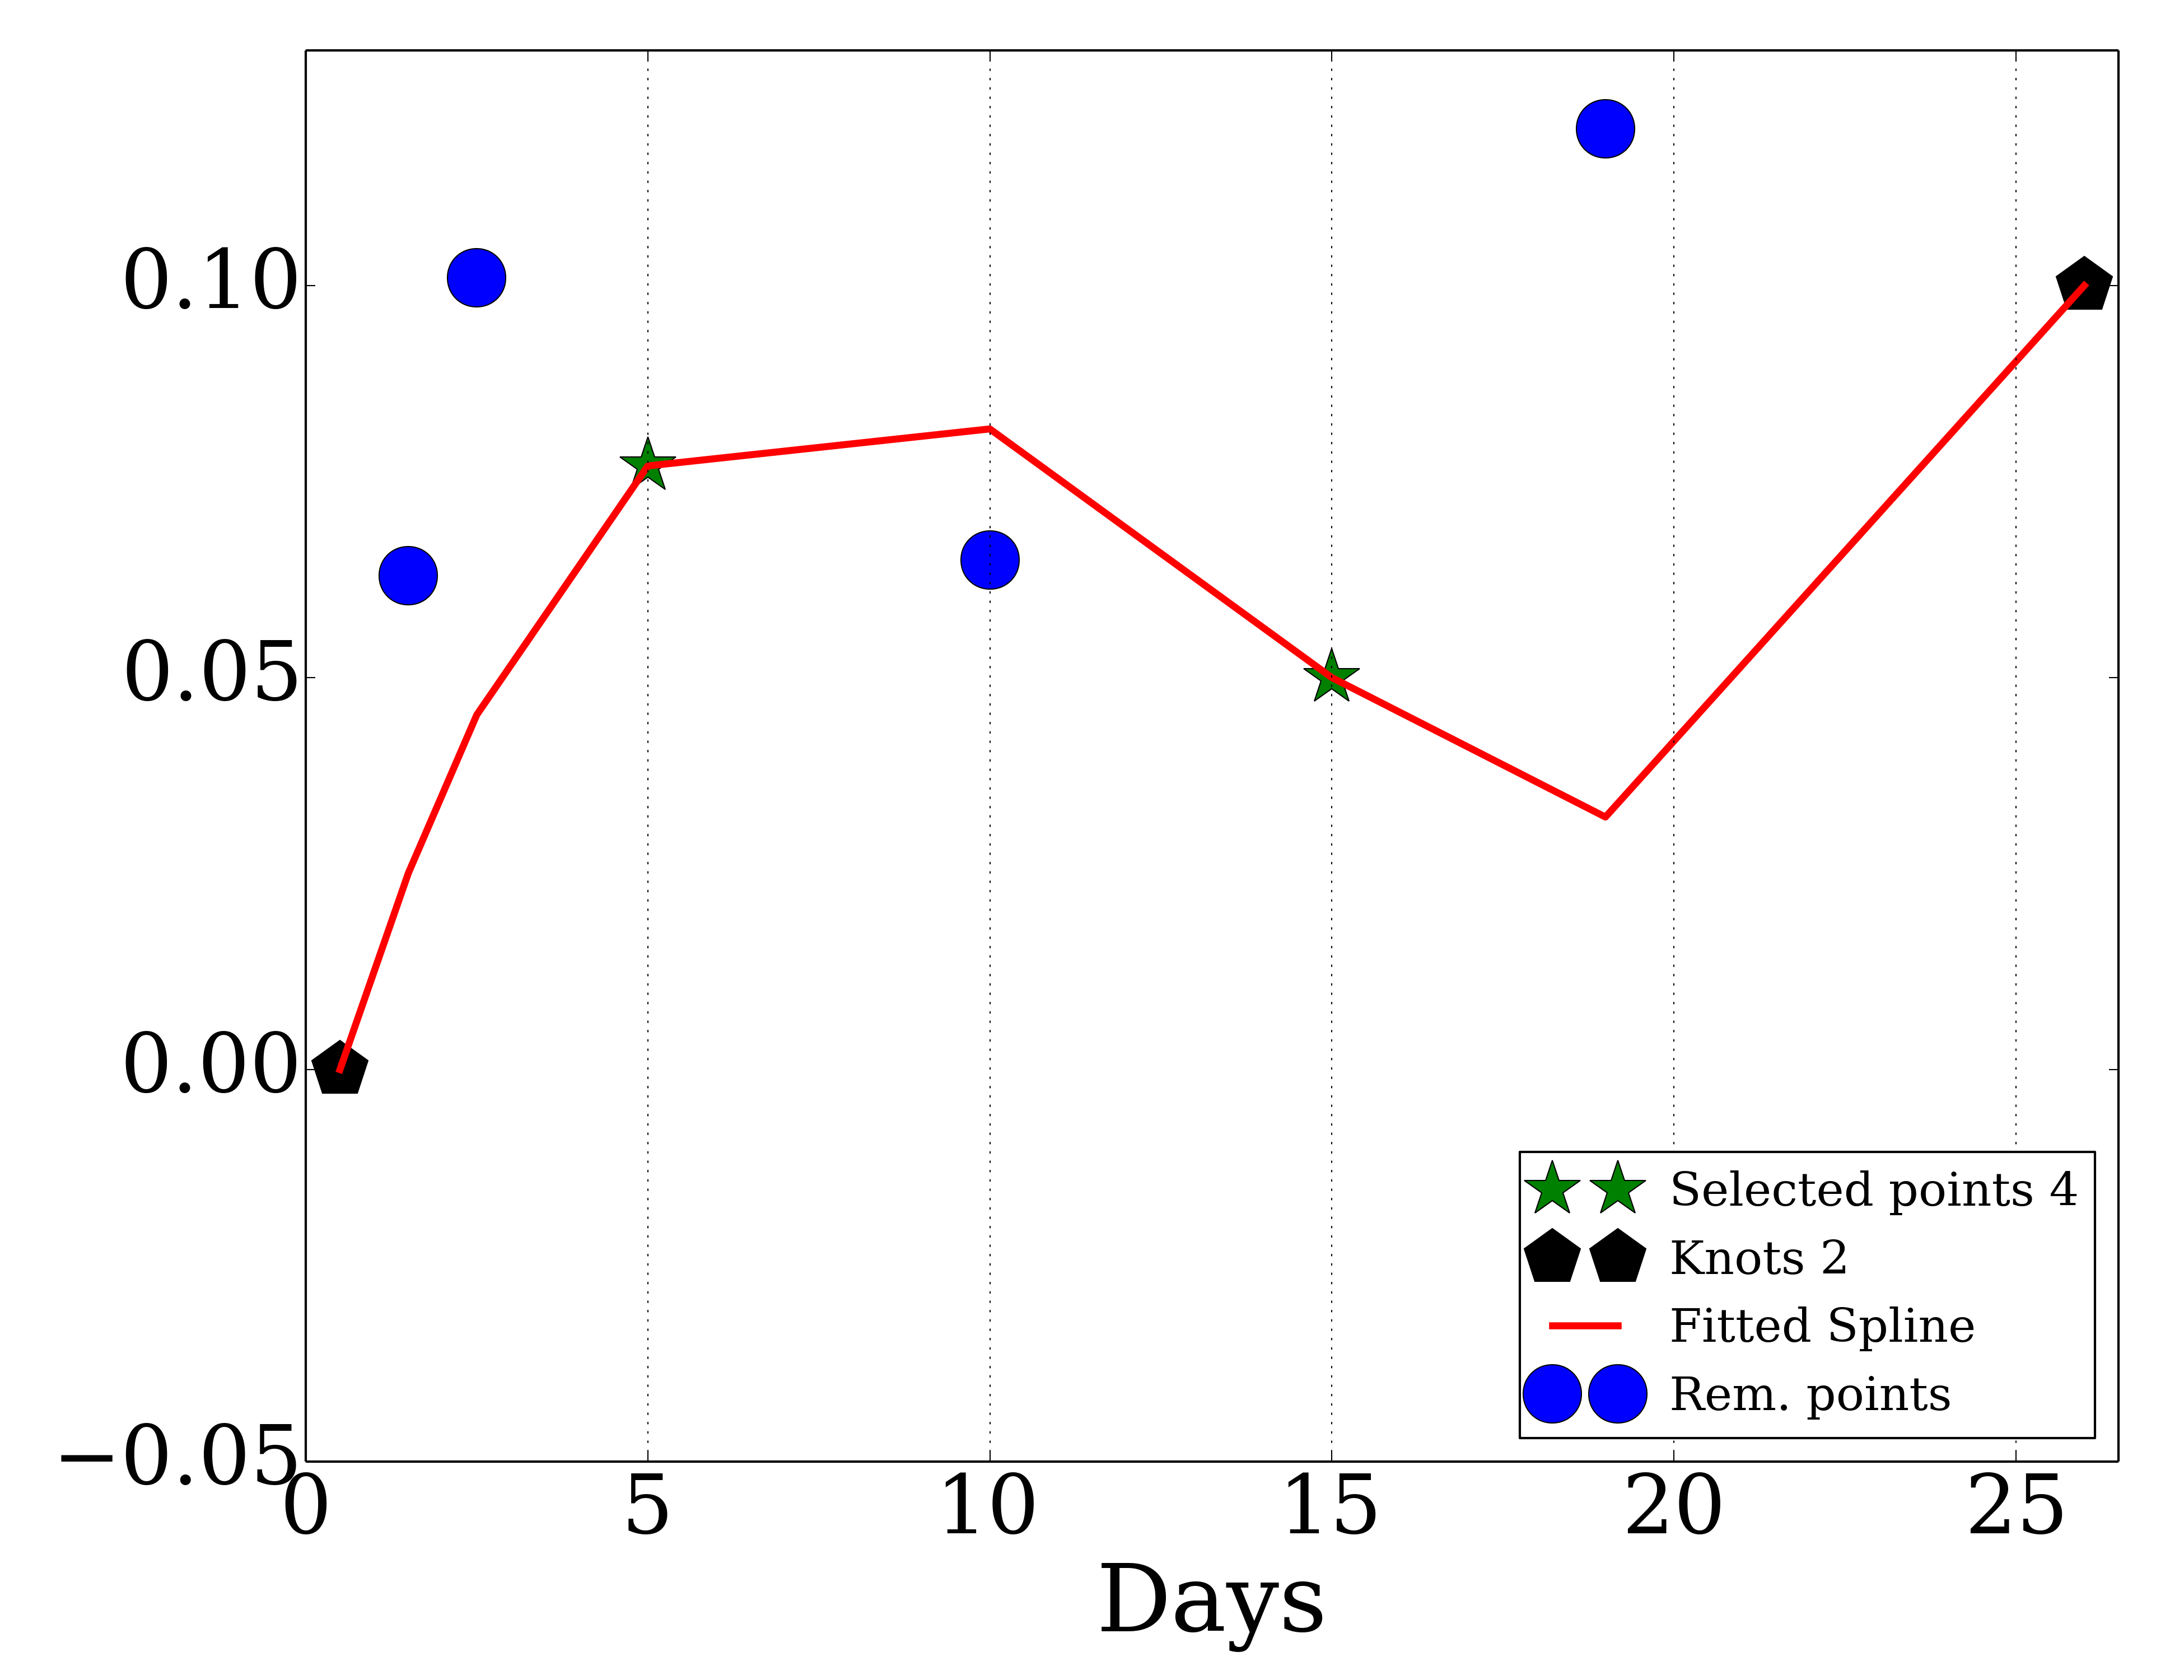 0.10
0.05
0.00
−0.05
0 5 10 15 20 25
Days
Selected points 4
Knots 2
Fitted Spline
Rem. points